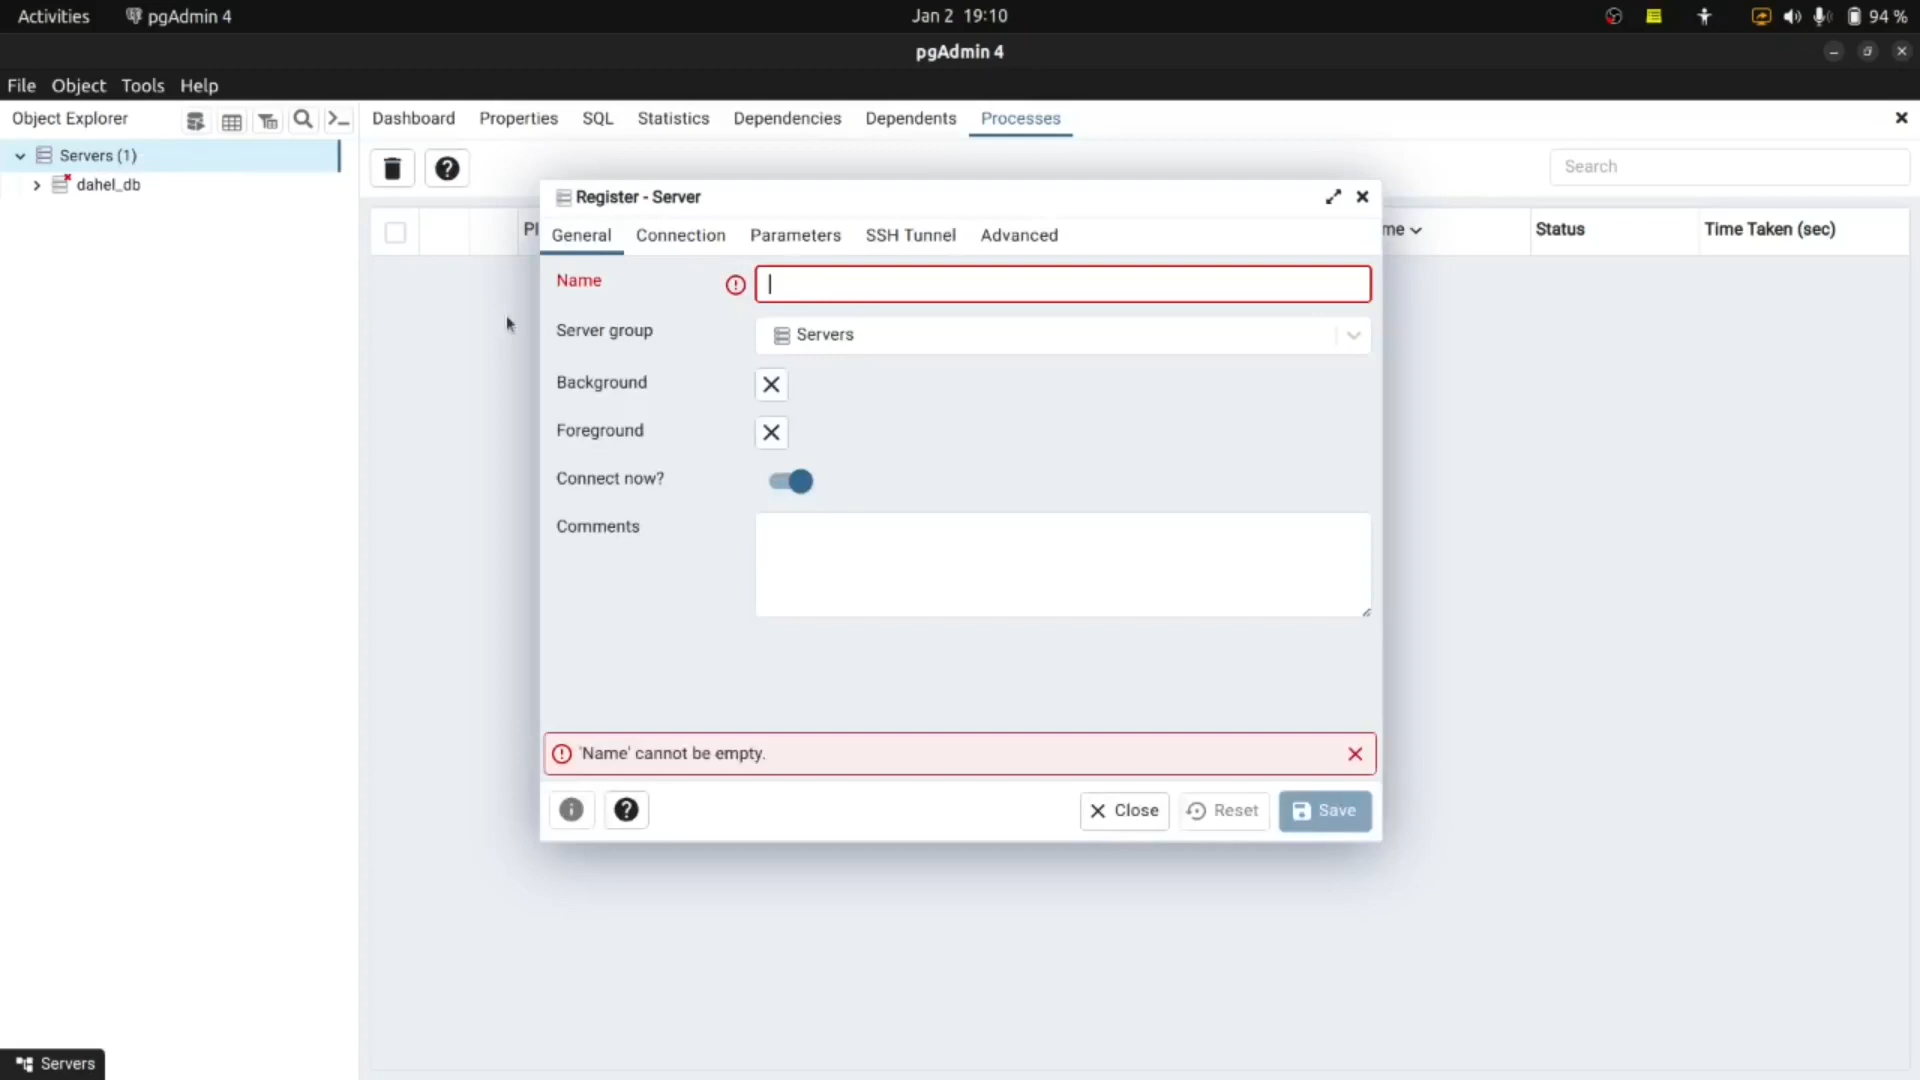 Activities pgAdmin 4 Jan 2 19:10 94 %
pgAdmin 4
File Object Tools Help
Object Explorer Dashboard Properties SQL Statistics Dependencies Dependents Processes
Servers (1)
dahel_db
Search
Register - Server
General Connection Parameters SSH Tunnel Advanced
Pl me Status Time Taken (sec)
Name
Server group Servers
Background
Foreground
Connect now?
Comments
'Name' cannot be empty.
Close Reset Save
Servers